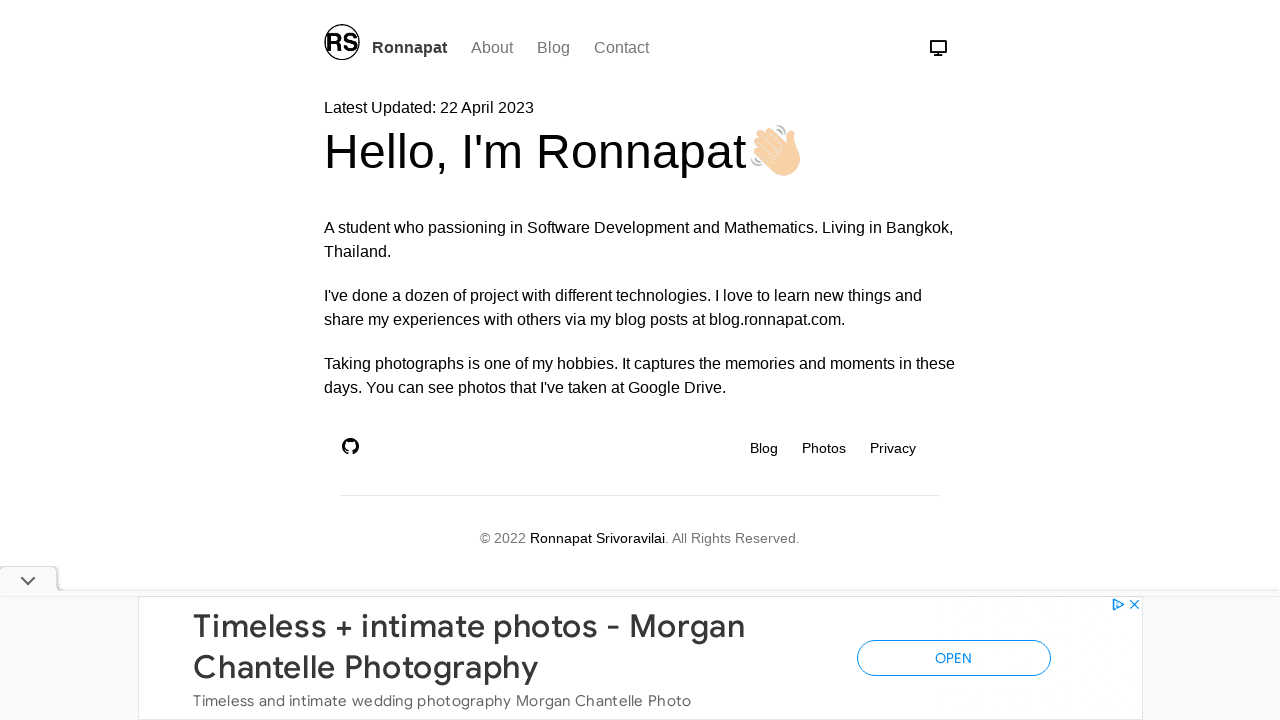 RS Ronnapat About Blog Contact
Latest Updated: 22 April 2023
Hello, I'm Ronnapat
A student who passioning in Software Development and Mathematics. Living in Bangkok,
Thailand.
I've done a dozen of project with different technologies. I love to learn new things and
share my experiences with others via my blog posts at blog.ronnapat.com.
Taking photographs is one of my hobbies. It captures the memories and moments in these
days. You can see photos that I've taken at Google Drive.
Blog Photos Privacy
© 2022 Ronnapat Srivoravilai. All Rights Reserved.
Timeless + intimate photos - Morgan
Chantelle Photography
Timeless and intimate wedding photography Morgan Chantelle Photo
OPEN